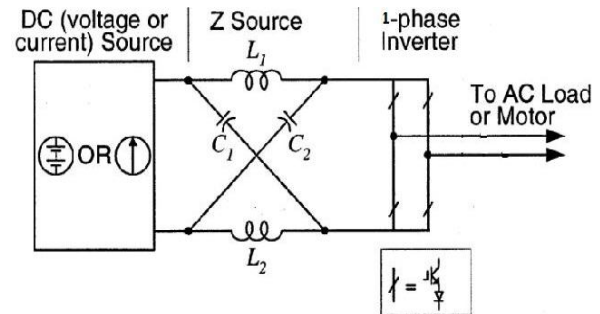 DC (voltage or
current) Source
Z Source
1-phase
Inverter
L1
To AC Load
or Motor
OR
C1
C2
L2
=